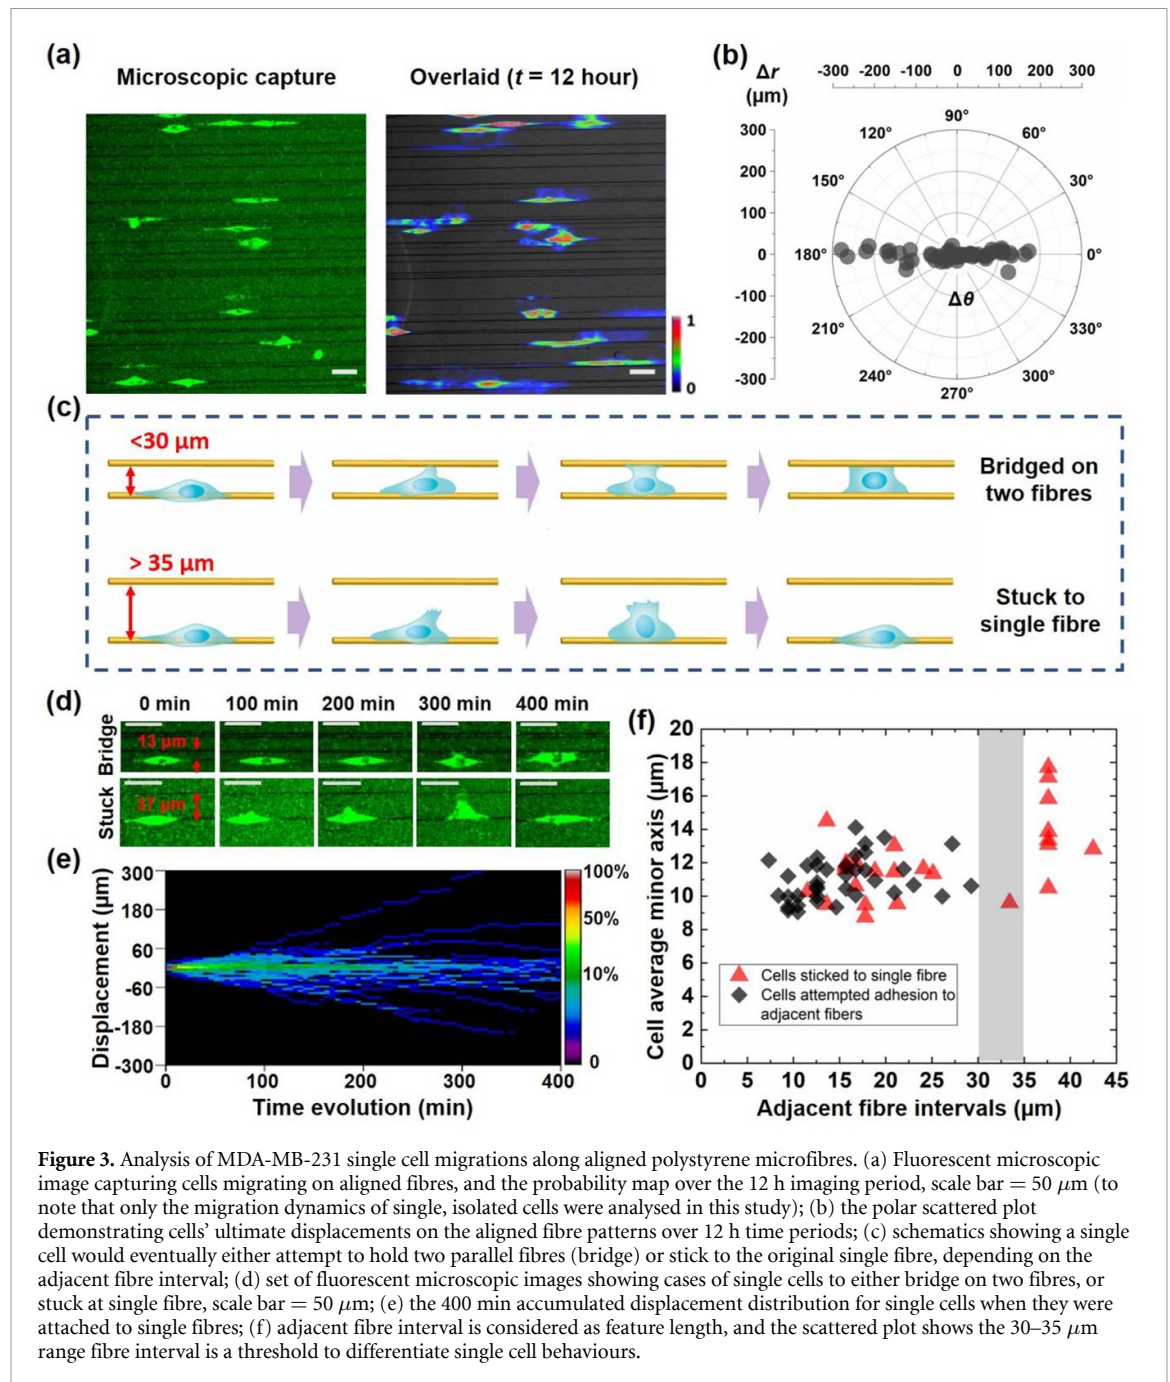 (a)
Microscopic capture
Overlaid (t = 12 hour)
1
0
(b)
Δr
(μm)
-300 -200 -100 0 100 200 300
300
200
100
0
-100
-200
-300
90°
120°
60°
150°
30°
180°
0°
Δθ
210°
330°
240°
300°
270°
(c)
<30 μm
Bridged on
two fibres
> 35 μm
Stuck to
single fibre
(d)
0 min 100 min 200 min 300 min 400 min
Bridge
13 μm
Stuck
37 μm
(e)
Displacement (μm)
300
180
60
-60
-180
-300
0 100 200 300 400
Time evolution (min)
100%
50%
10%
0
(f)
Cell average minor axis (μm)
20
18
16
14
12
10
8
6
4
2
0
Cells sticked to single fibre
Cells attempted adhesion to
adjacent fibers
0 5 10 15 20 25 30 35 40 45
Adjacent fibre intervals (μm)
Figure 3. Analysis of MDA-MB-231 single cell migrations along aligned polystyrene microfibres. (a) Fluorescent microscopic
image capturing cells migrating on aligned fibres, and the probability map over the 12 h imaging period, scale bar = 50 μm (to
note that only the migration dynamics of single, isolated cells were analysed in this study); (b) the polar scattered plot
demonstrating cells' ultimate displacements on the aligned fibre patterns over 12 h time periods; (c) schematics showing a single
cell would eventually either attempt to hold two parallel fibres (bridge) or stick to the original single fibre, depending on the
adjacent fibre interval; (d) set of fluorescent microscopic images showing cases of single cells to either bridge on two fibres, or
stuck at single fibre, scale bar = 50 μm; (e) the 400 min accumulated displacement distribution for single cells when they were
attached to single fibres; (f) adjacent fibre interval is considered as feature length, and the scattered plot shows the 30–35 μm
range fibre interval is a threshold to differentiate single cell behaviours.